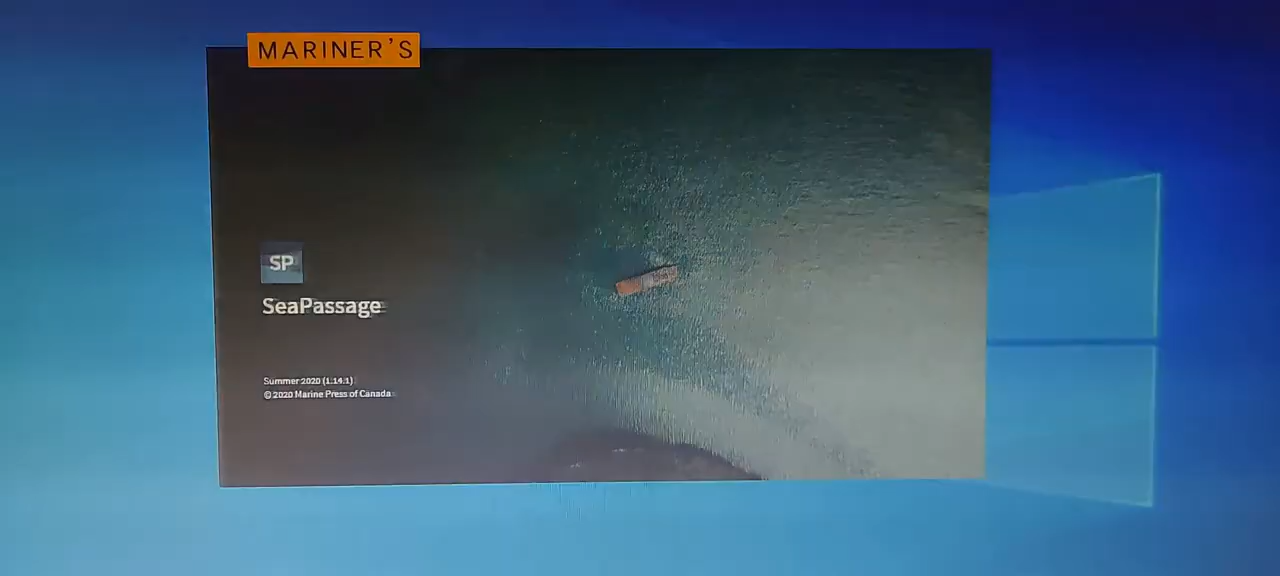 MARINER'S
SP
SeaPassage
Summer 2020 (1.14.1)
© 2020 Marine Press of Canada